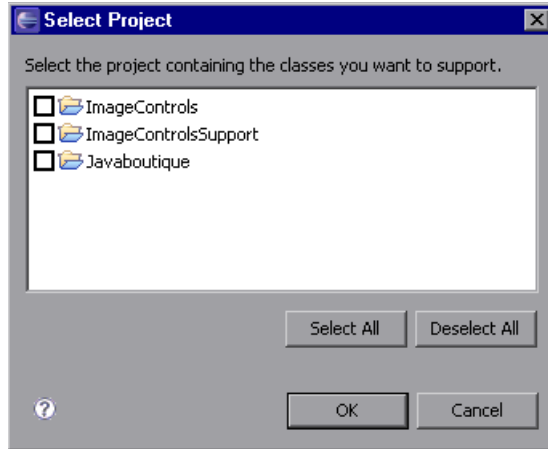 Select Project
Select the project containing the classes you want to support.
ImageControls
ImageControlsSupport
Javaboutique
Select All Deselect All
? OK Cancel